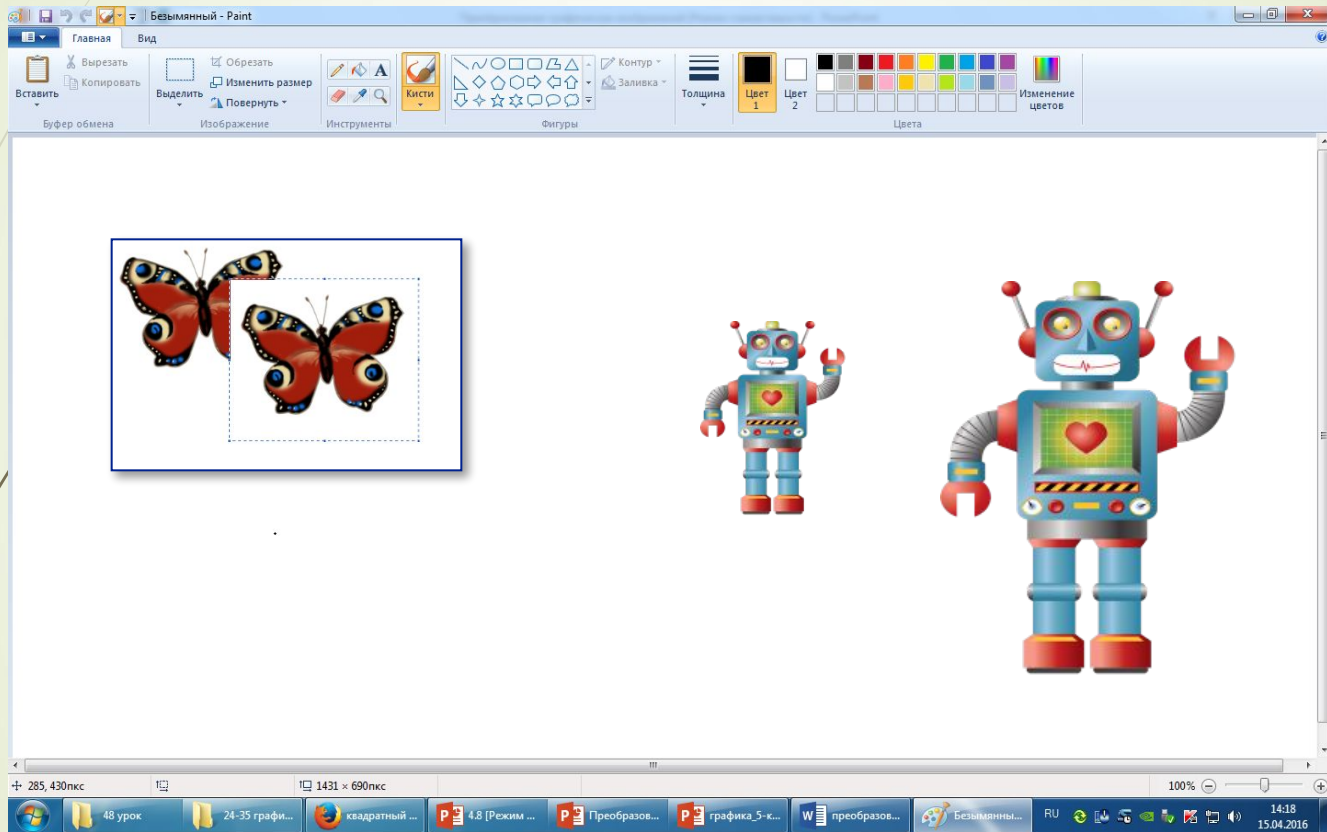 Безымянный - Paint
Главная Вид
Вставить
Вырезать
Копировать
Буфер обмена
Выделить
Обрезать
Изменить размер
Повернуть
Изображение
A
Инструменты
Кисти
Контур
Заливка
Фигуры
Толщина
Цвет 1
Цвет 2
Изменение цветов
Цвета
285, 430пкс
1431 × 690пкс
100%
48 урок
24-35 графи...
квадратный ...
4.8 [Режим ...
Преобразов...
графика_5-к...
преобразов...
Безымянны...
RU
14:18
15.04.2016